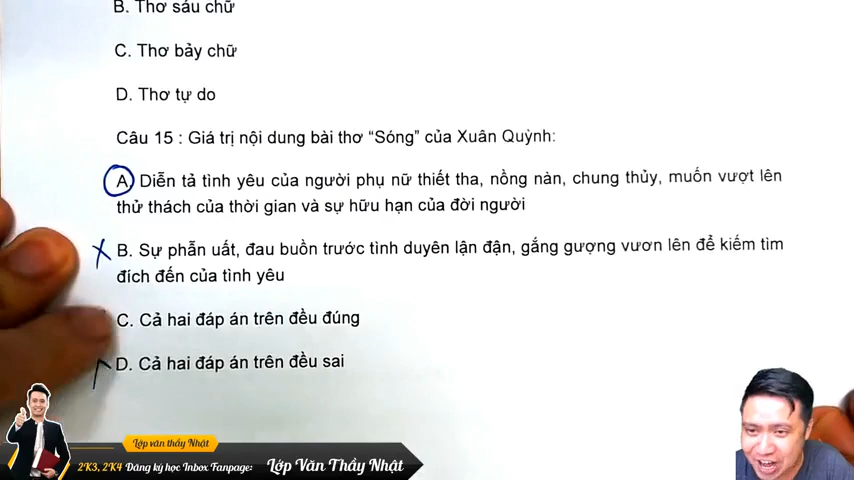 B. Thơ sáu chữ
C. Thơ bảy chữ
D. Thơ tự do
Câu 15 : Giá trị nội dung bài thơ “Sóng” của Xuân Quỳnh:
A. Diễn tả tình yêu của người phụ nữ thiết tha, nồng nàn, chung thủy, muốn vượt lên
thử thách của thời gian và sự hữu hạn của đời người
B. Sự phẫn uất, đau buồn trước tình duyên lận đận, gắng gượng vươn lên để kiếm tìm
đích đến của tình yêu
C. Cả hai đáp án trên đều đúng
D. Cả hai đáp án trên đều sai
Lớp văn thầy Nhật
2K3, 2K4 Đăng ký học Inbox Fanpage: Lớp Văn Thầy Nhật